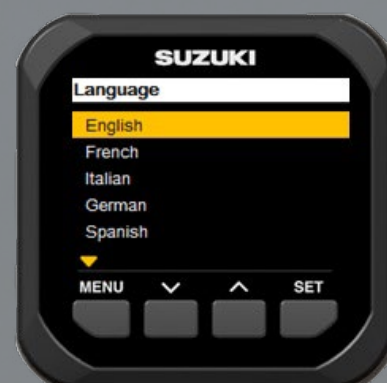 SUZUKI
Language
English
French
Italian
German
Spanish
MENU
SET